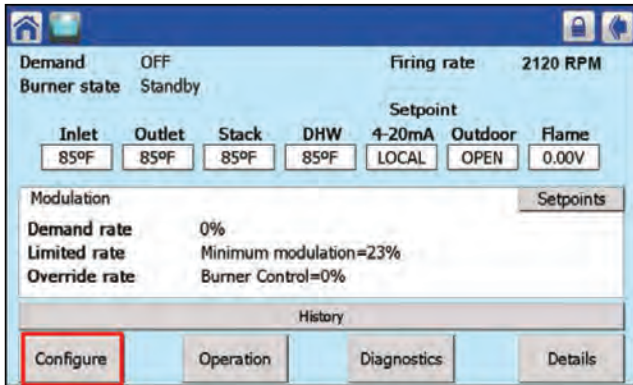 Demand OFF Firing rate 2120 RPM
Burner state Standby
Setpoint
Inlet Outlet Stack DHW 4-20mA Outdoor Flame
85ºF 85ºF 85ºF 85ºF LOCAL OPEN 0.00V
Modulation Setpoints
Demand rate 0%
Limited rate Minimum modulation=23%
Override rate Burner Control=0%
History
Configure Operation Diagnostics Details